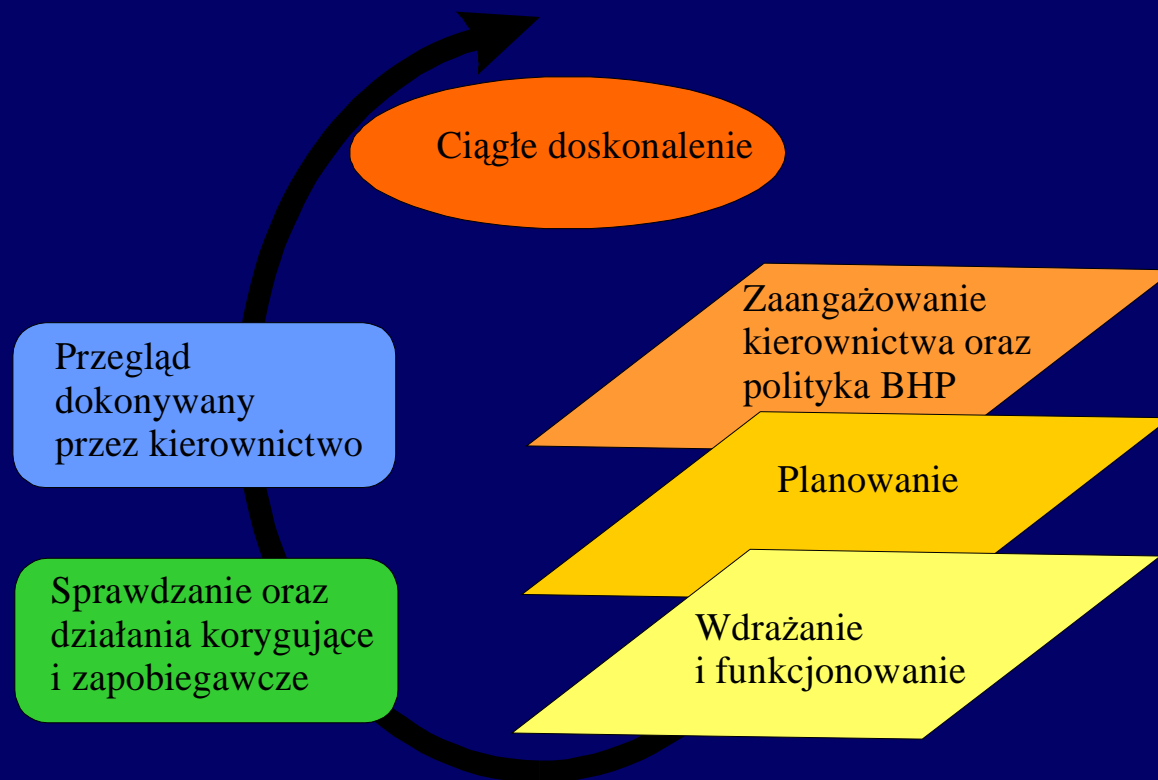 Ciągłe doskonalenie
Zaangażowanie
kierownictwa oraz
polityka BHP
Planowanie
Wdrażanie
i funkcjonowanie
Sprawdzanie oraz
działania korygujące
i zapobiegawcze
Przegląd
dokonywany
przez kierownictwo